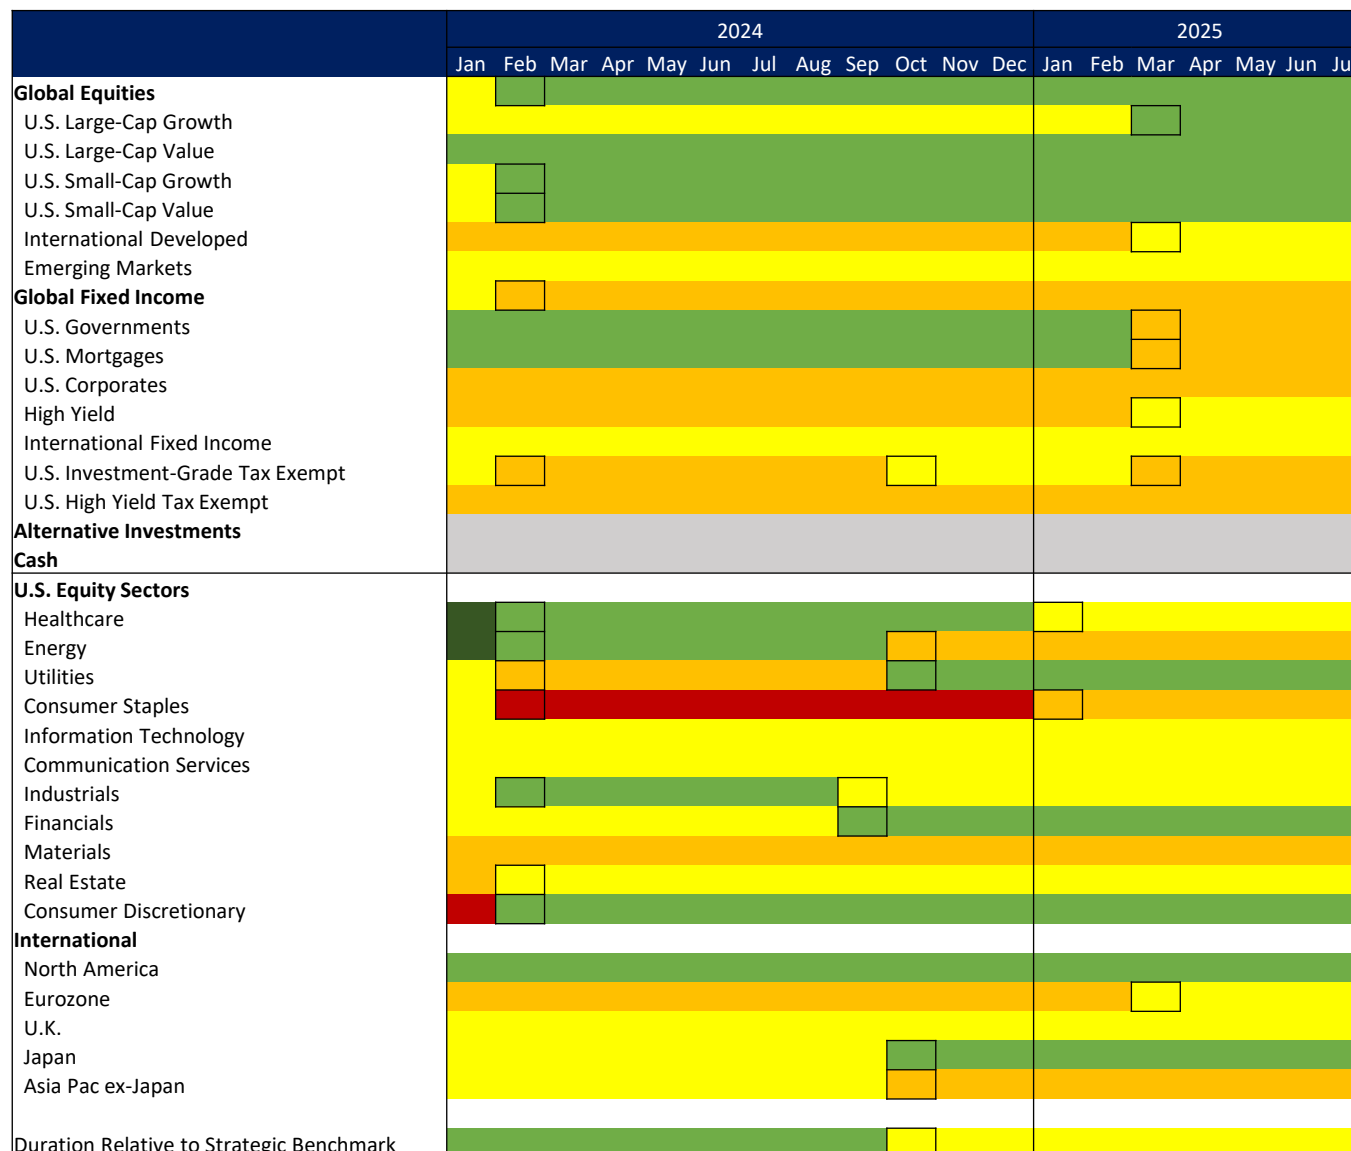 2024 2025
Jan Feb Mar Apr May Jun Jul Aug Sep Oct Nov Dec Jan Feb Mar Apr May Jun Ju
Global Equities
U.S. Large-Cap Growth
U.S. Large-Cap Value
U.S. Small-Cap Growth
U.S. Small-Cap Value
International Developed
Emerging Markets
Global Fixed Income
U.S. Governments
U.S. Mortgages
U.S. Corporates
High Yield
International Fixed Income
U.S. Investment-Grade Tax Exempt
U.S. High Yield Tax Exempt
Alternative Investments
Cash
U.S. Equity Sectors
Healthcare
Energy
Utilities
Consumer Staples
Information Technology
Communication Services
Industrials
Financials
Materials
Real Estate
Consumer Discretionary
International
North America
Eurozone
U.K.
Japan
Asia Pac ex-Japan
Duration Relative to Strategic Benchmark